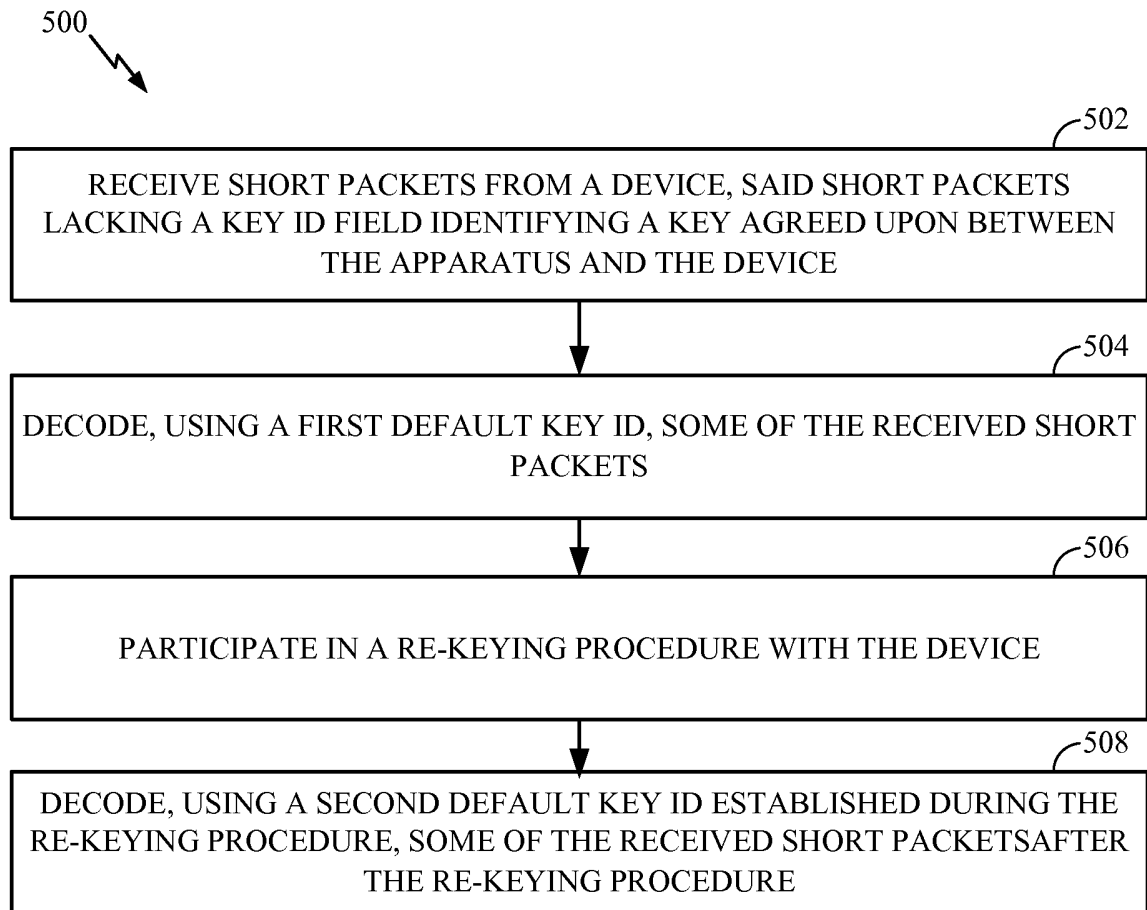 500
502
RECEIVE SHORT PACKETS FROM A DEVICE, SAID SHORT PACKETS
LACKING A KEY ID FIELD IDENTIFYING A KEY AGREED UPON BETWEEN
THE APPARATUS AND THE DEVICE
504
DECODE, USING A FIRST DEFAULT KEY ID, SOME OF THE RECEIVED SHORT
PACKETS
506
PARTICIPATE IN A RE-KEYING PROCEDURE WITH THE DEVICE
508
DECODE, USING A SECOND DEFAULT KEY ID ESTABLISHED DURING THE
RE-KEYING PROCEDURE, SOME OF THE RECEIVED SHORT PACKETSAFTER
THE RE-KEYING PROCEDURE